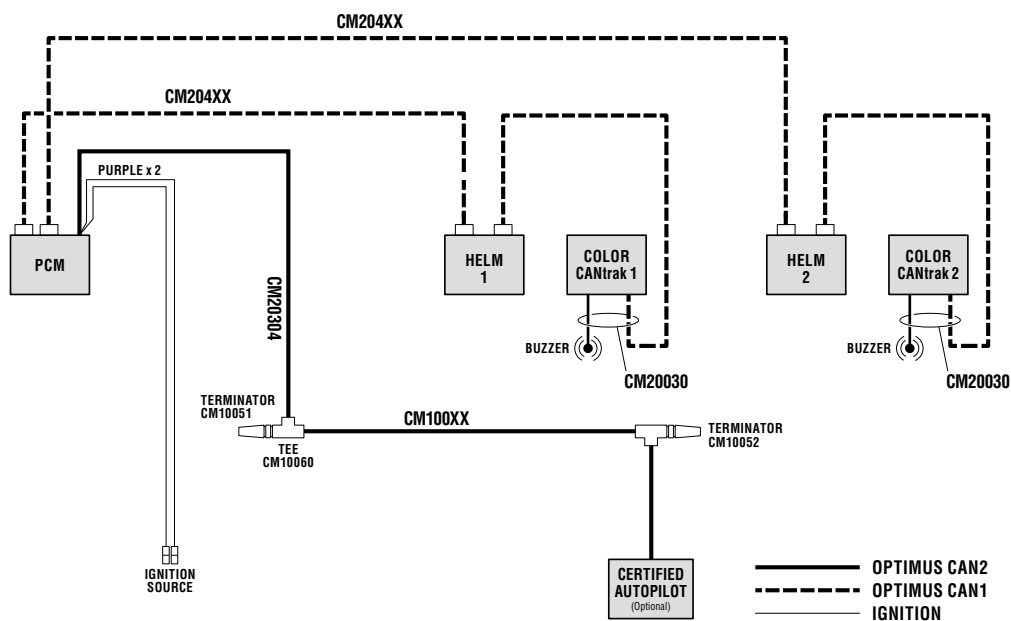 CM204XX
CM204XX
PURPLE x 2
PCM
HELM
1
COLOR
CANtrak 1
HELM
2
COLOR
CANtrak 2
CM20304
BUZZER
CM20030
BUZZER
CM20030
TERMINATOR
CM10051
CM100XX
TERMINATOR
CM10052
TEE
CM10060
IGNITION
SOURCE
CERTIFIED
AUTOPILOT
(Optional)
OPTIMUS CAN2
OPTIMUS CAN1
IGNITION